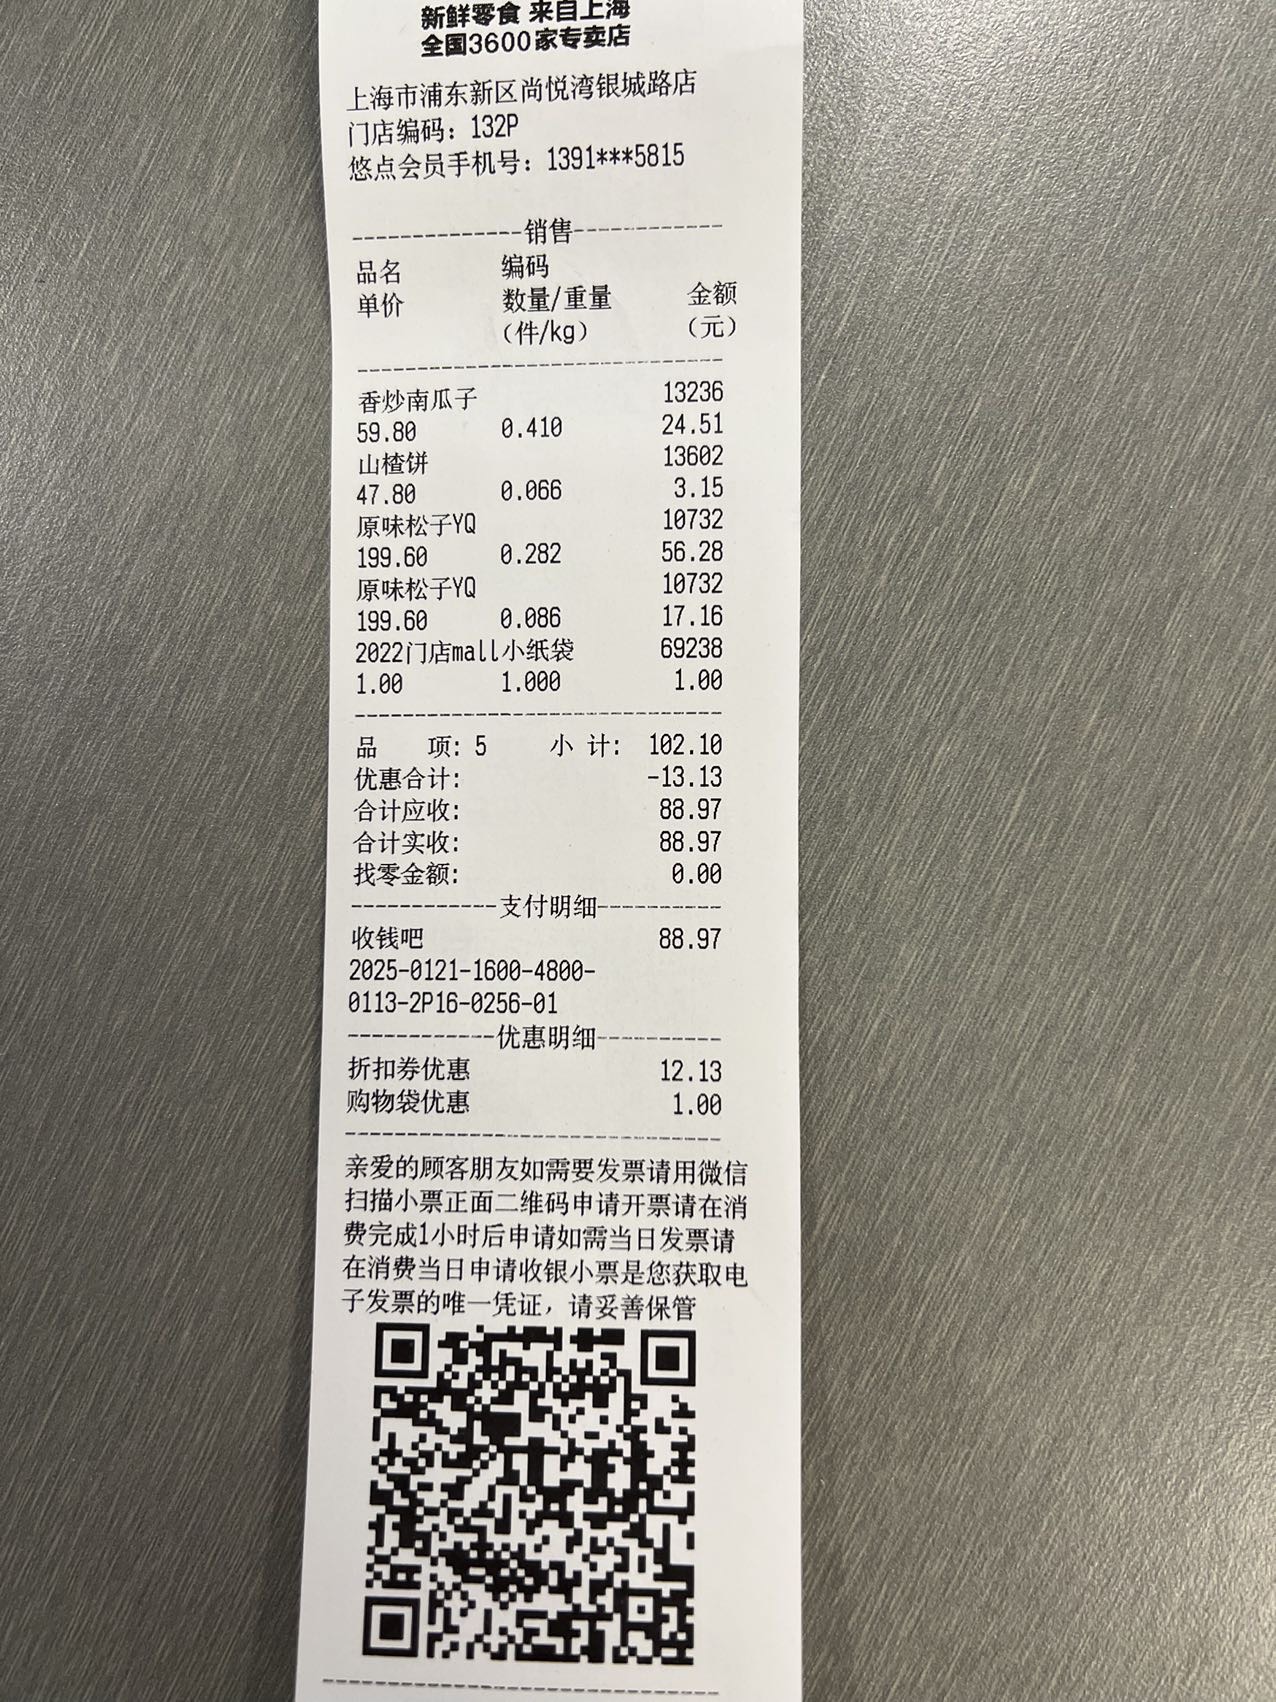 新鲜零食 来自上海
全国3600家专卖店
上海市浦东新区尚悦湾银城路店
门店编码：132P
悠点会员手机号：1391***5815
--------------销售------------
品名 编码
单价 数量/重量 金额
（件/kg） （元）
------------------------------
香炒南瓜子 13236
59.80 0.410 24.51
山楂饼 13602
47.80 0.066 3.15
原味松子YQ 10732
199.60 0.282 56.28
原味松子YQ 10732
199.60 0.086 17.16
2022门店mall小纸袋 69238
1.00 1.000 1.00
------------------------------
品 项: 5 小 计: 102.10
优惠合计: -13.13
合计应收: 88.97
合计实收: 88.97
找零金额: 0.00
------------支付明细----------
收钱吧 88.97
2025-0121-1600-4800-
0113-2P16-0256-01
------------优惠明细----------
折扣券优惠 12.13
购物袋优惠 1.00
------------------------------
亲爱的顾客朋友如需要发票请用微信
扫描小票正面二维码申请开票请在消
费完成1小时后申请如需当日发票请
在消费当日申请收银小票是您获取电
子发票的唯一凭证，请妥善保管
------------------------------